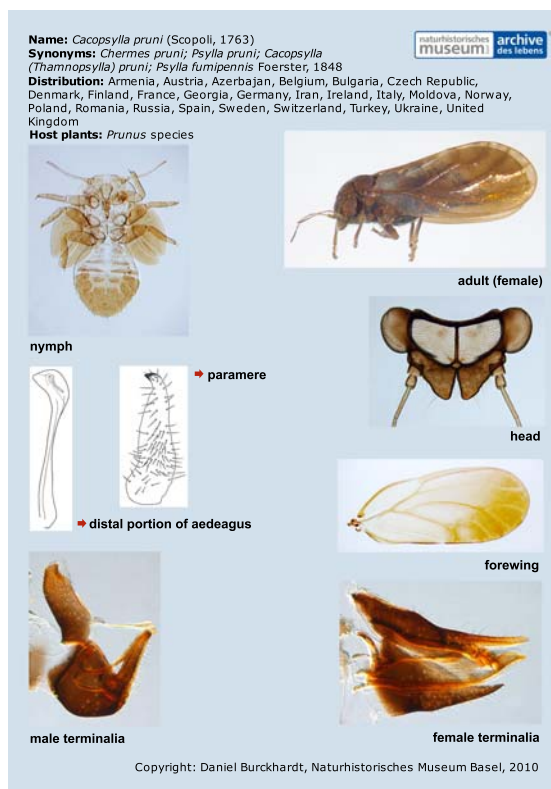 Name: Cacopsylla pruni (Scopoli, 1763)
Synonyms: Chermes pruni; Psylla pruni; Cacopsylla
(Thamnopsylla) pruni; Psylla fumipennis Foerster, 1848
Distribution: Armenia, Austria, Azerbajan, Belgium, Bulgaria, Czech Republic,
Denmark, Finland, France, Georgia, Germany, Iran, Ireland, Italy, Moldova, Norway,
Poland, Romania, Russia, Spain, Sweden, Switzerland, Turkey, Ukraine, United
Kingdom
Host plants: Prunus species
naturhistorisches
museum
archive
des lebens
adult (female)
nymph
paramere
head
distal portion of aedeagus
forewing
male terminalia
female terminalia
Copyright: Daniel Burckhardt, Naturhistorisches Museum Basel, 2010